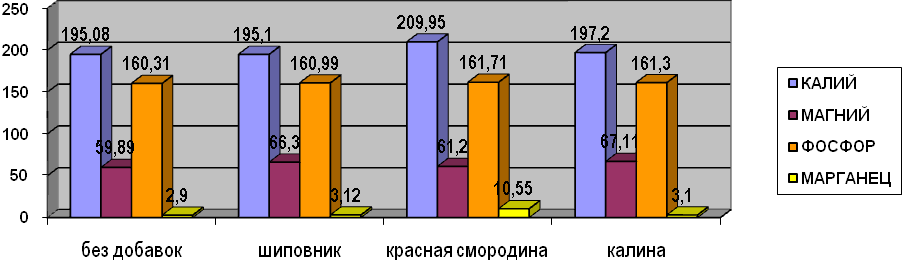 250
200
150
100
50
0
195,08
59,89
160,31
2,9
195,1
66,3
160,99
3,12
209,95
61,2
161,71
10,55
197,2
67,11
161,3
3,1
без добавок
шиповник
красная смородина
калина
КАЛИЙ
МАГНИЙ
ФОСФОР
МАРГАНЕЦ